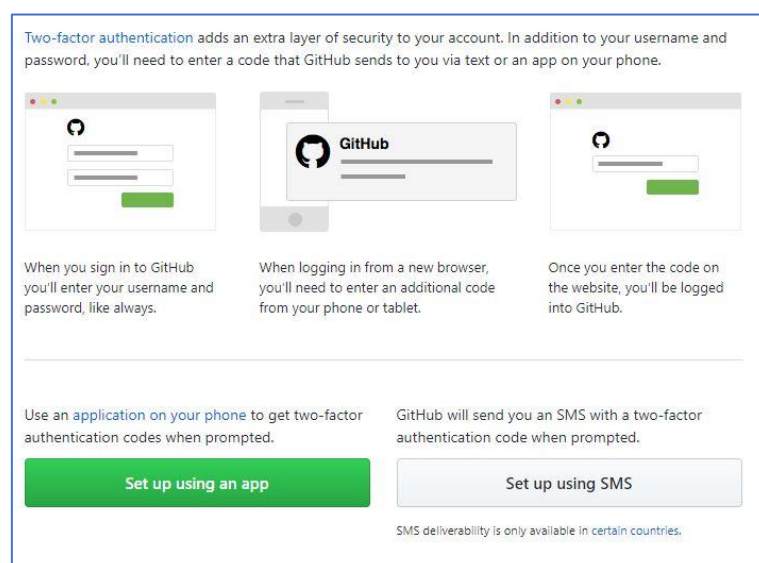 Two-factor authentication adds an extra layer of security to your account. In addition to your username and
password, you'll need to enter a code that GitHub sends to you via text or an app on your phone.
GitHub
When you sign in to GitHub
you'll enter your username and
password, like always.
When logging in from a new browser,
you'll need to enter an additional code
from your phone or tablet.
Once you enter the code on
the website, you'll be logged
into GitHub.
Use an application on your phone to get two-factor
authentication codes when prompted.
Set up using an app
GitHub will send you an SMS with a two-factor
authentication code when prompted.
Set up using SMS
SMS deliverability is only available in certain countries.